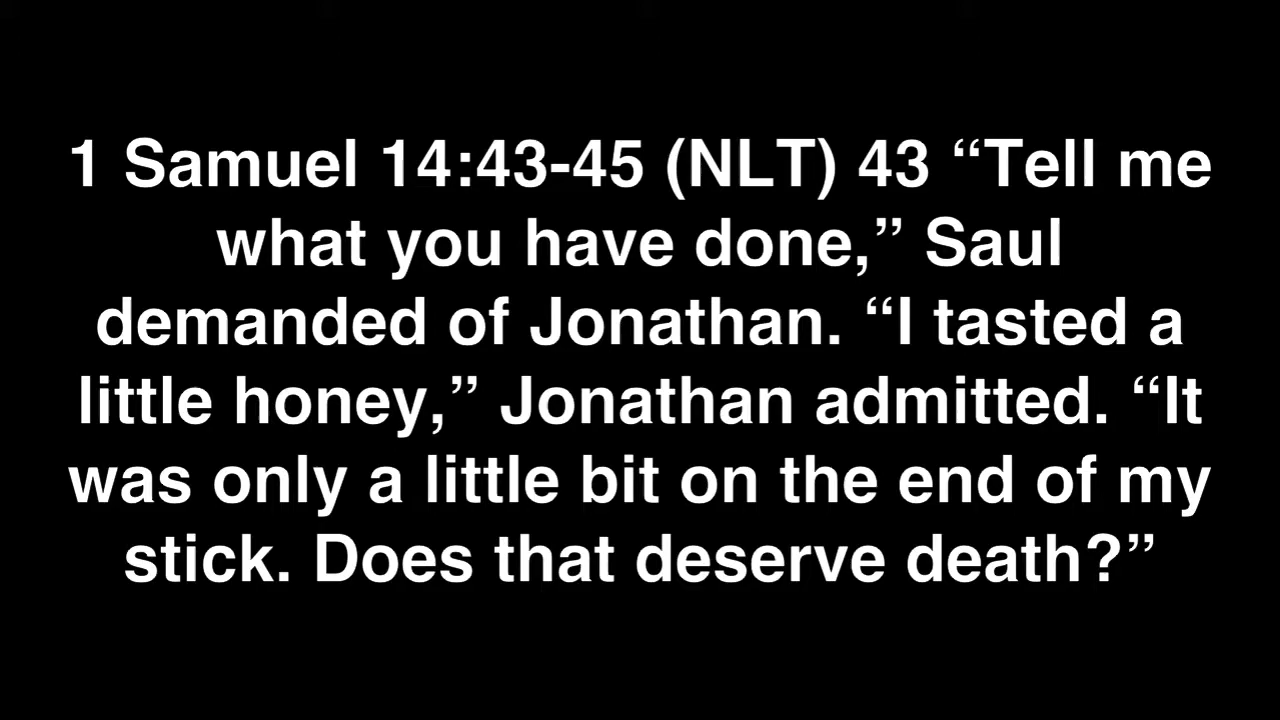 1 Samuel 14:43-45 (NLT) 43 “Tell me
what you have done,” Saul
demanded of Jonathan. “I tasted a
little honey,” Jonathan admitted. “It
was only a little bit on the end of my
stick. Does that deserve death?”